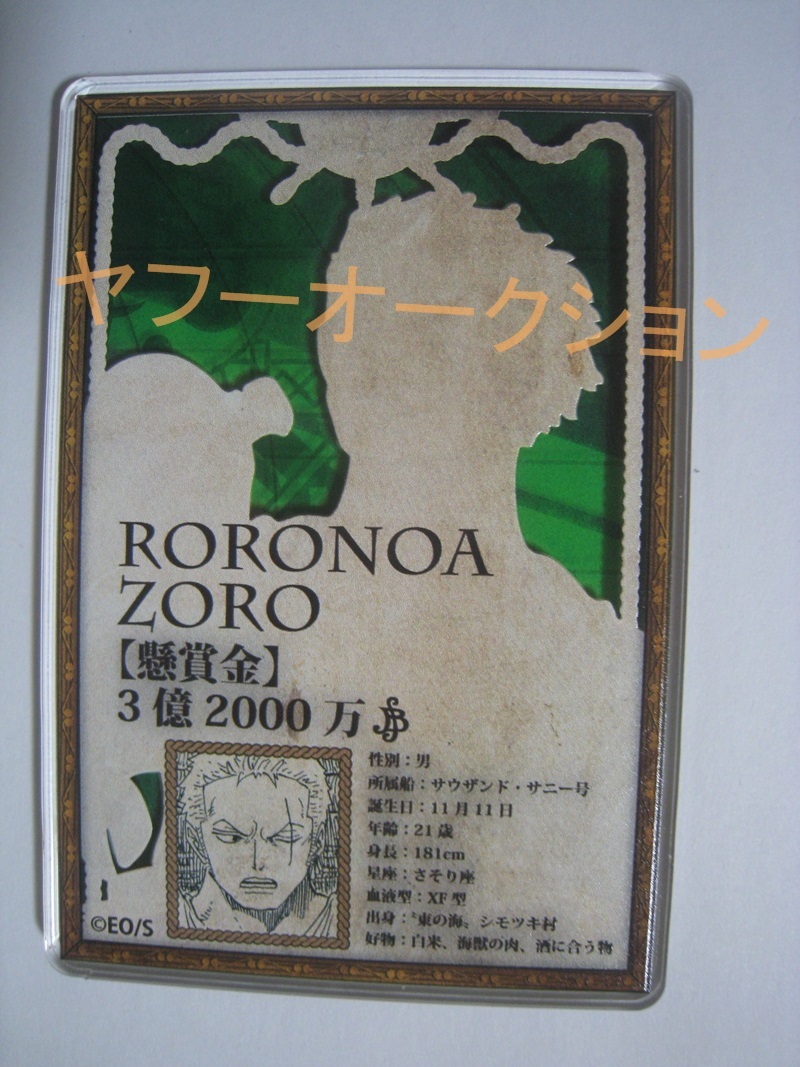 ヤフーオークション
RORONOA
ZORO
【懸賞金】
3億2000万
性別：男
所属船：サウザンド・サニー号
誕生日：11月11日
年齢：21歳
身長：181cm
星座：さそり座
血液型：XF型
出身：〝東の海〟シモツキ村
好物：白米、海獣の肉、酒に合う物
©EO/S